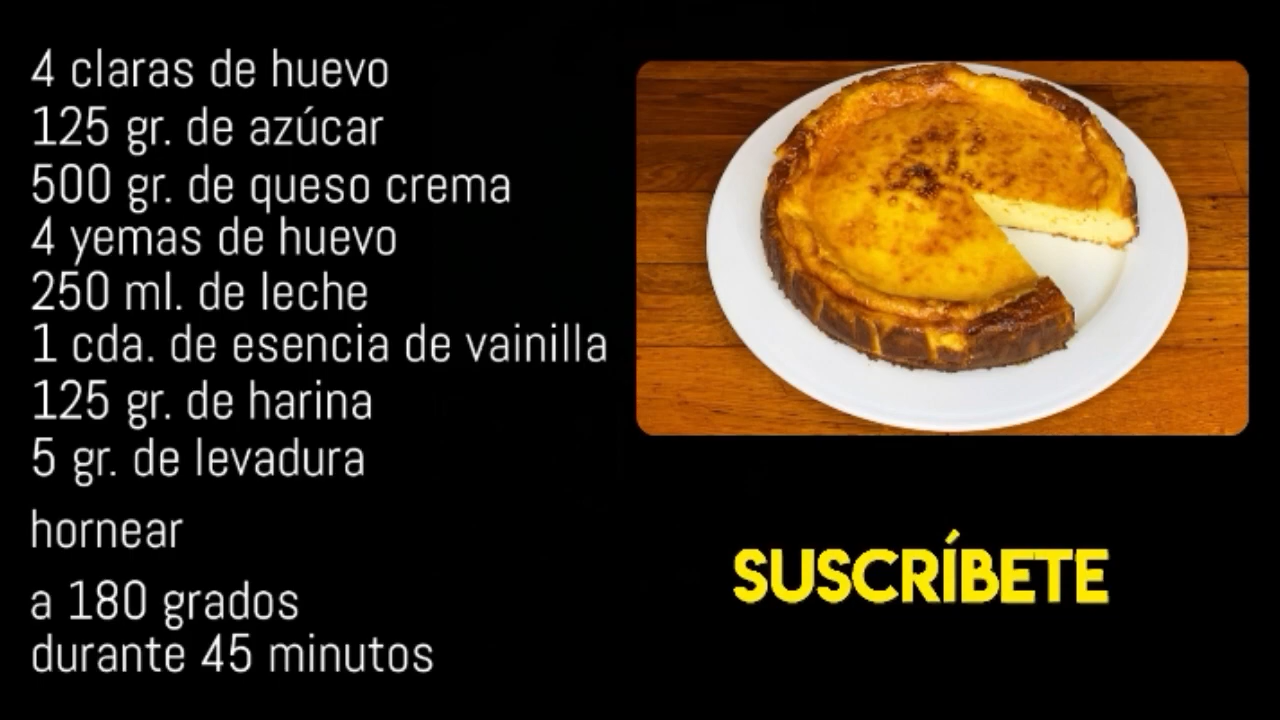 4 claras de huevo
125 gr. de azúcar
500 gr. de queso crema
4 yemas de huevo
250 ml. de leche
1 cda. de esencia de vainilla
125 gr. de harina
5 gr. de levadura
hornear
a 180 grados
durante 45 minutos
SUSCRÍBETE